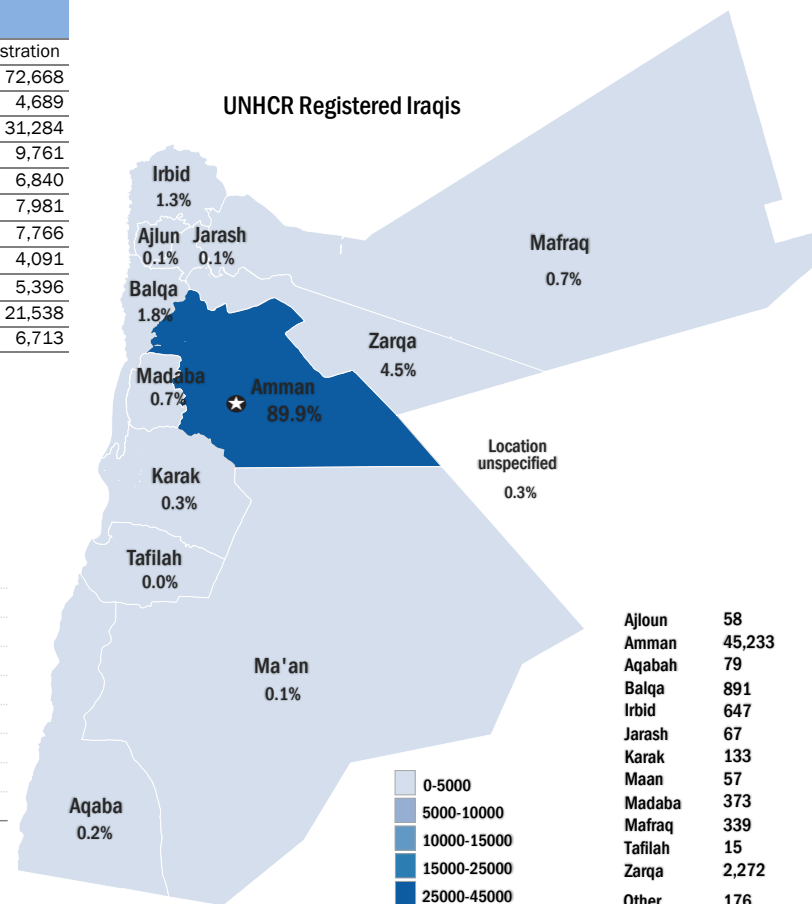 stration
72,668
4,689
31,284
9,761
6,840
7,981
7,766
4,091
5,396
21,538
6,713
UNHCR Registered Iraqis
Irbid
1.3%
Ajlun
0.1%
Jarash
0.1%
Mafraq
0.7%
Balqa
1.8%
Zarqa
4.5%
Madaba
0.7%
Amman
89.9%
Location
unspecified
0.3%
Karak
0.3%
Tafilah
0.0%
Ma'an
0.1%
Aqaba
0.2%
0-5000
5000-10000
10000-15000
15000-25000
25000-45000
Ajloun 58
Amman 45,233
Aqabah 79
Balqa 891
Irbid 647
Jarash 67
Karak 133
Maan 57
Madaba 373
Mafraq 339
Tafilah 15
Zarqa 2,272
Other 176